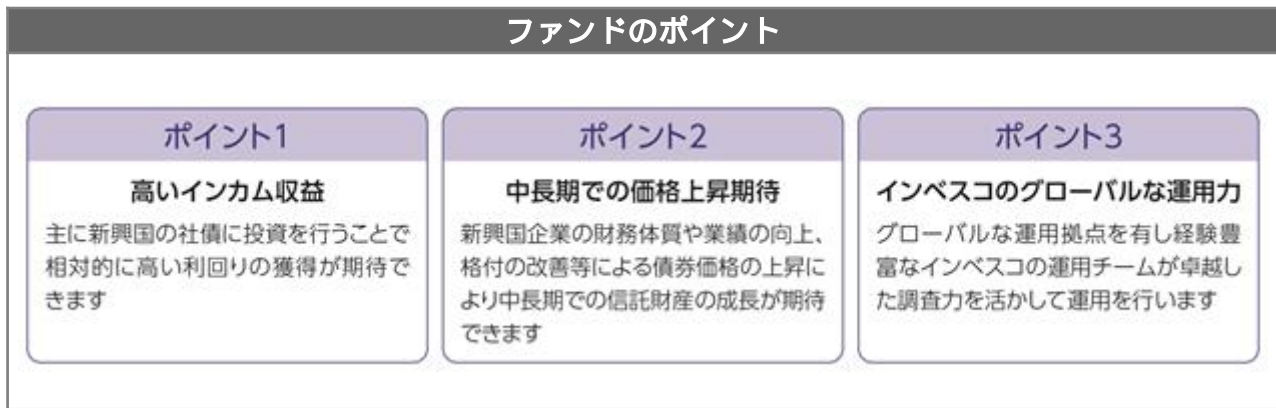 ファンドのポイント
ポイント1
高いインカム収益
主に新興国の社債に投資を行うことで
相対的に高い利回りの獲得が期待で
きます
ポイント2
中長期での価格上昇期待
新興国企業の財務体質や業績の向上、
格付の改善等による債券価格の上昇に
より中長期での信託財産の成長が期待
できます
ポイント3
インベスコのグローバルな運用力
グローバルな運用拠点を有し経験豊
富なインベスコの運用チームが卓越し
た調査力を活かして運用を行います